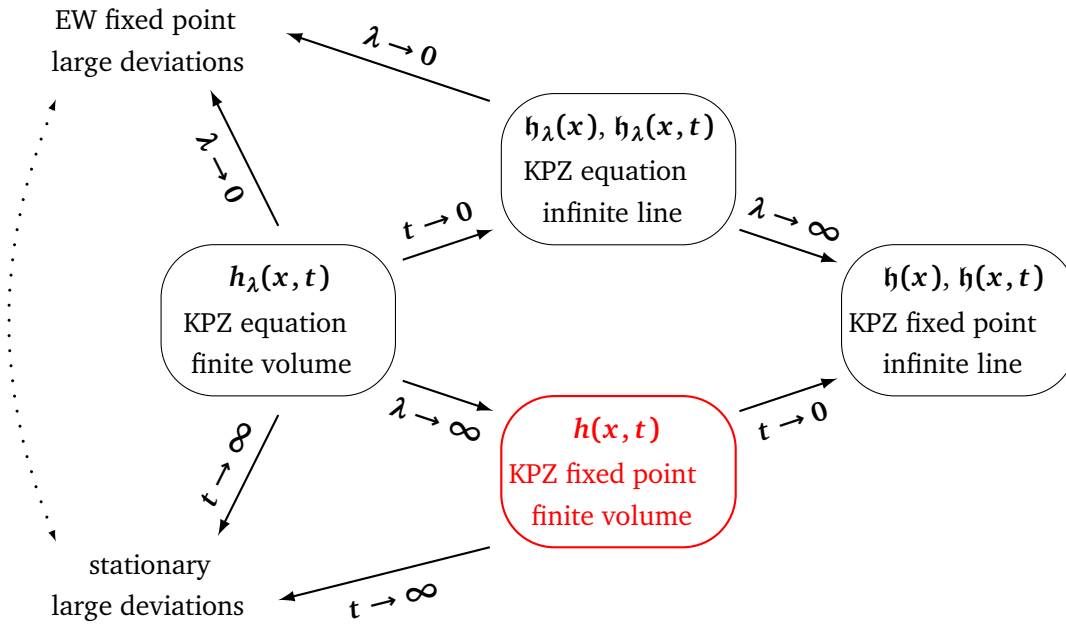 EW fixed point
large deviations
λ → 0
λ → 0
𝔥λ(x), 𝔥λ(x, t)
KPZ equation
infinite line
t → 0
λ → ∞
hλ(x, t)
KPZ equation
finite volume
𝔥(x), 𝔥(x, t)
KPZ fixed point
infinite line
λ → ∞
t → 0
h(x, t)
KPZ fixed point
finite volume
t → ∞
stationary
large deviations
t → ∞